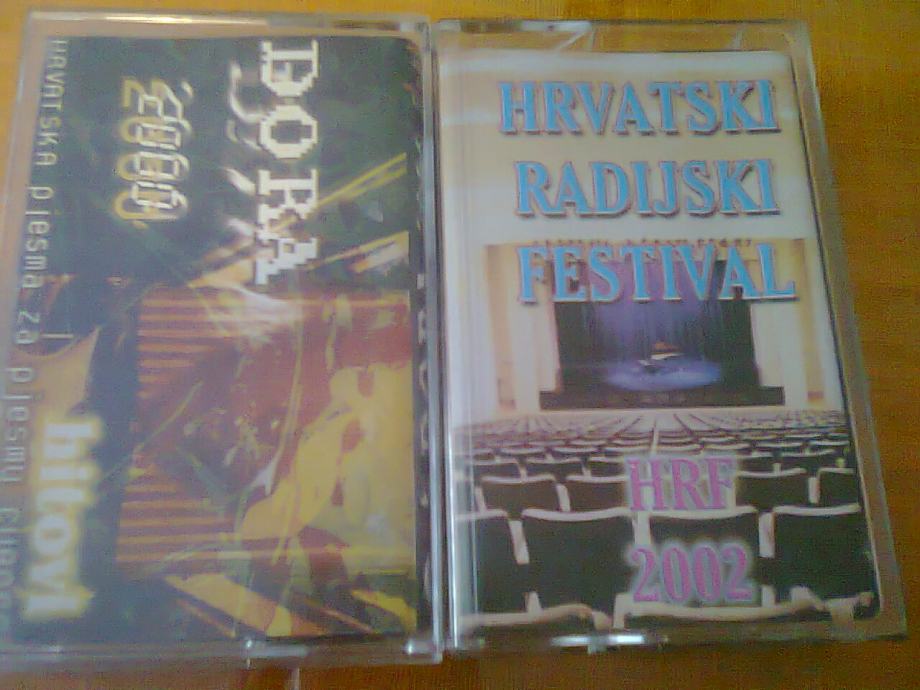 DORA
2000
HRVATSKA pjesma za pjesmu
hitovi
HRVATSKI
RADIJSKI
FESTIVAL
HRF
2002